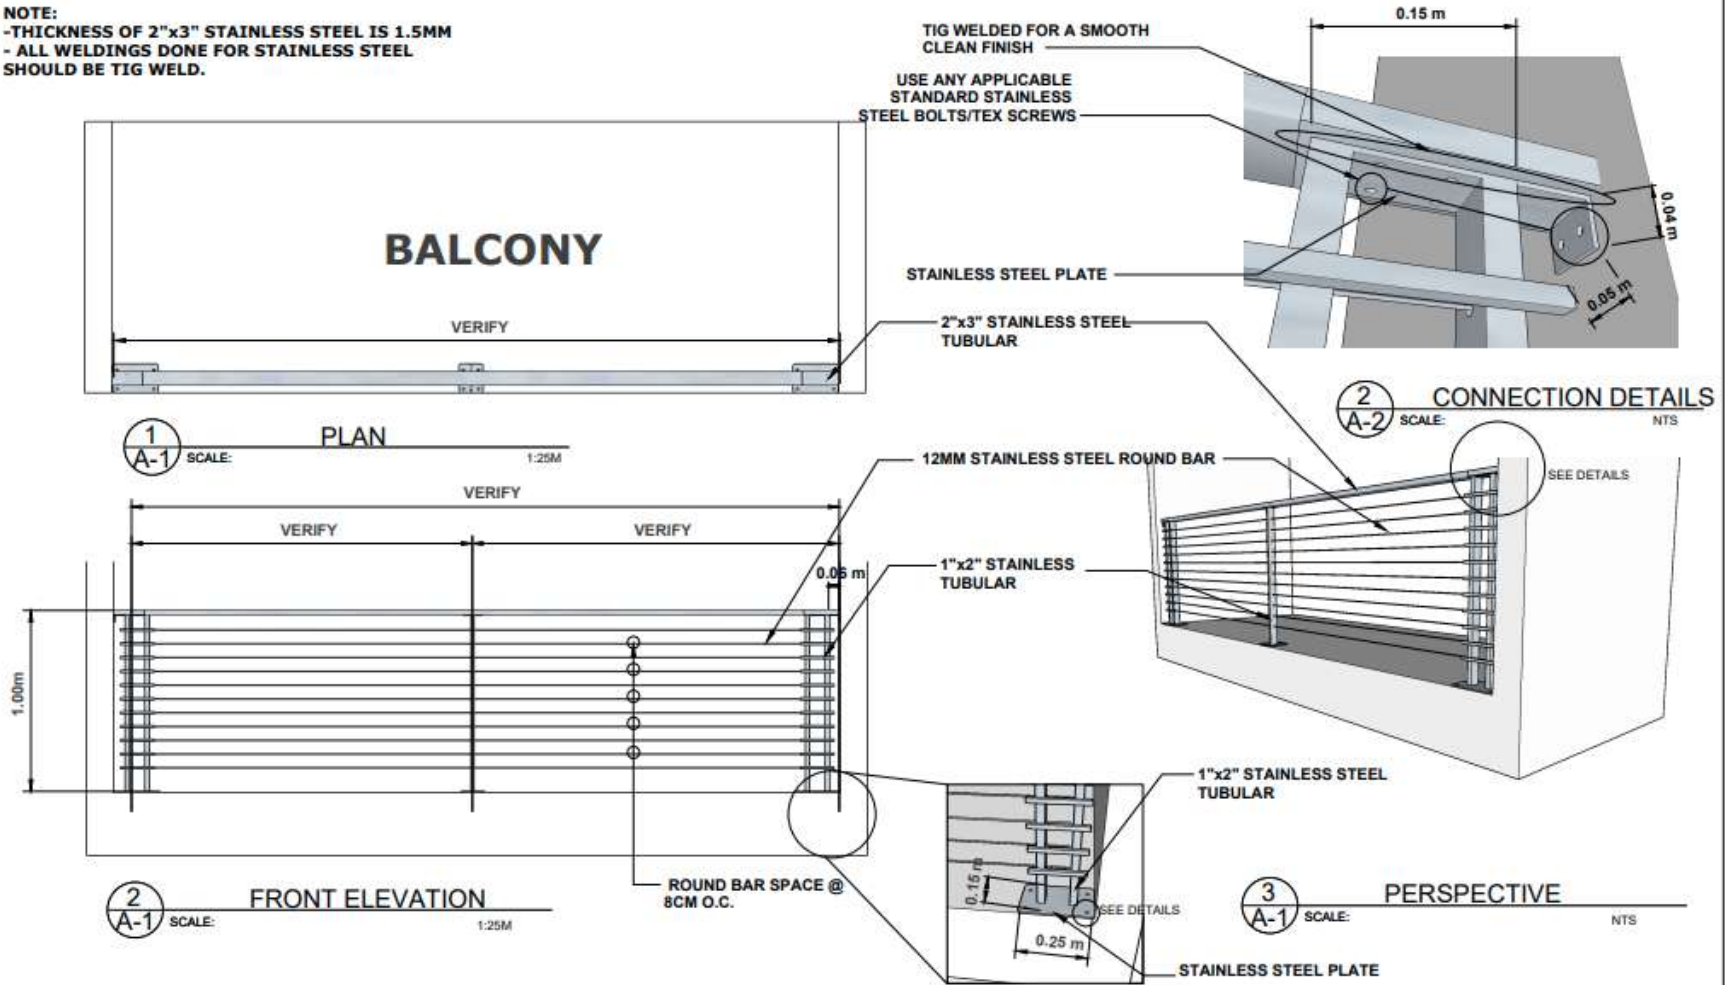 NOTE:
-THICKNESS OF 2"x3" STAINLESS STEEL IS 1.5MM
- ALL WELDINGS DONE FOR STAINLESS STEEL
SHOULD BE TIG WELD.
BALCONY
VERIFY
1
A-1
PLAN
SCALE:
1:25M
TIG WELDED FOR A SMOOTH
CLEAN FINISH
USE ANY APPLICABLE
STANDARD STAINLESS
STEEL BOLTS/TEX SCREWS
STAINLESS STEEL PLATE
2"x3" STAINLESS STEEL
TUBULAR
0.15 m
0.04 m
0.05 m
2
A-2
CONNECTION DETAILS
SCALE:
NTS
VERIFY
VERIFY
VERIFY
0.06 m
1.00m
12MM STAINLESS STEEL ROUND BAR
1"x2" STAINLESS
TUBULAR
SEE DETAILS
ROUND BAR SPACE @
8CM O.C.
2
A-1
FRONT ELEVATION
SCALE:
1:25M
1"x2" STAINLESS STEEL
TUBULAR
0.15 m
0.25 m
SEE DETAILS
STAINLESS STEEL PLATE
3
A-1
PERSPECTIVE
SCALE:
NTS